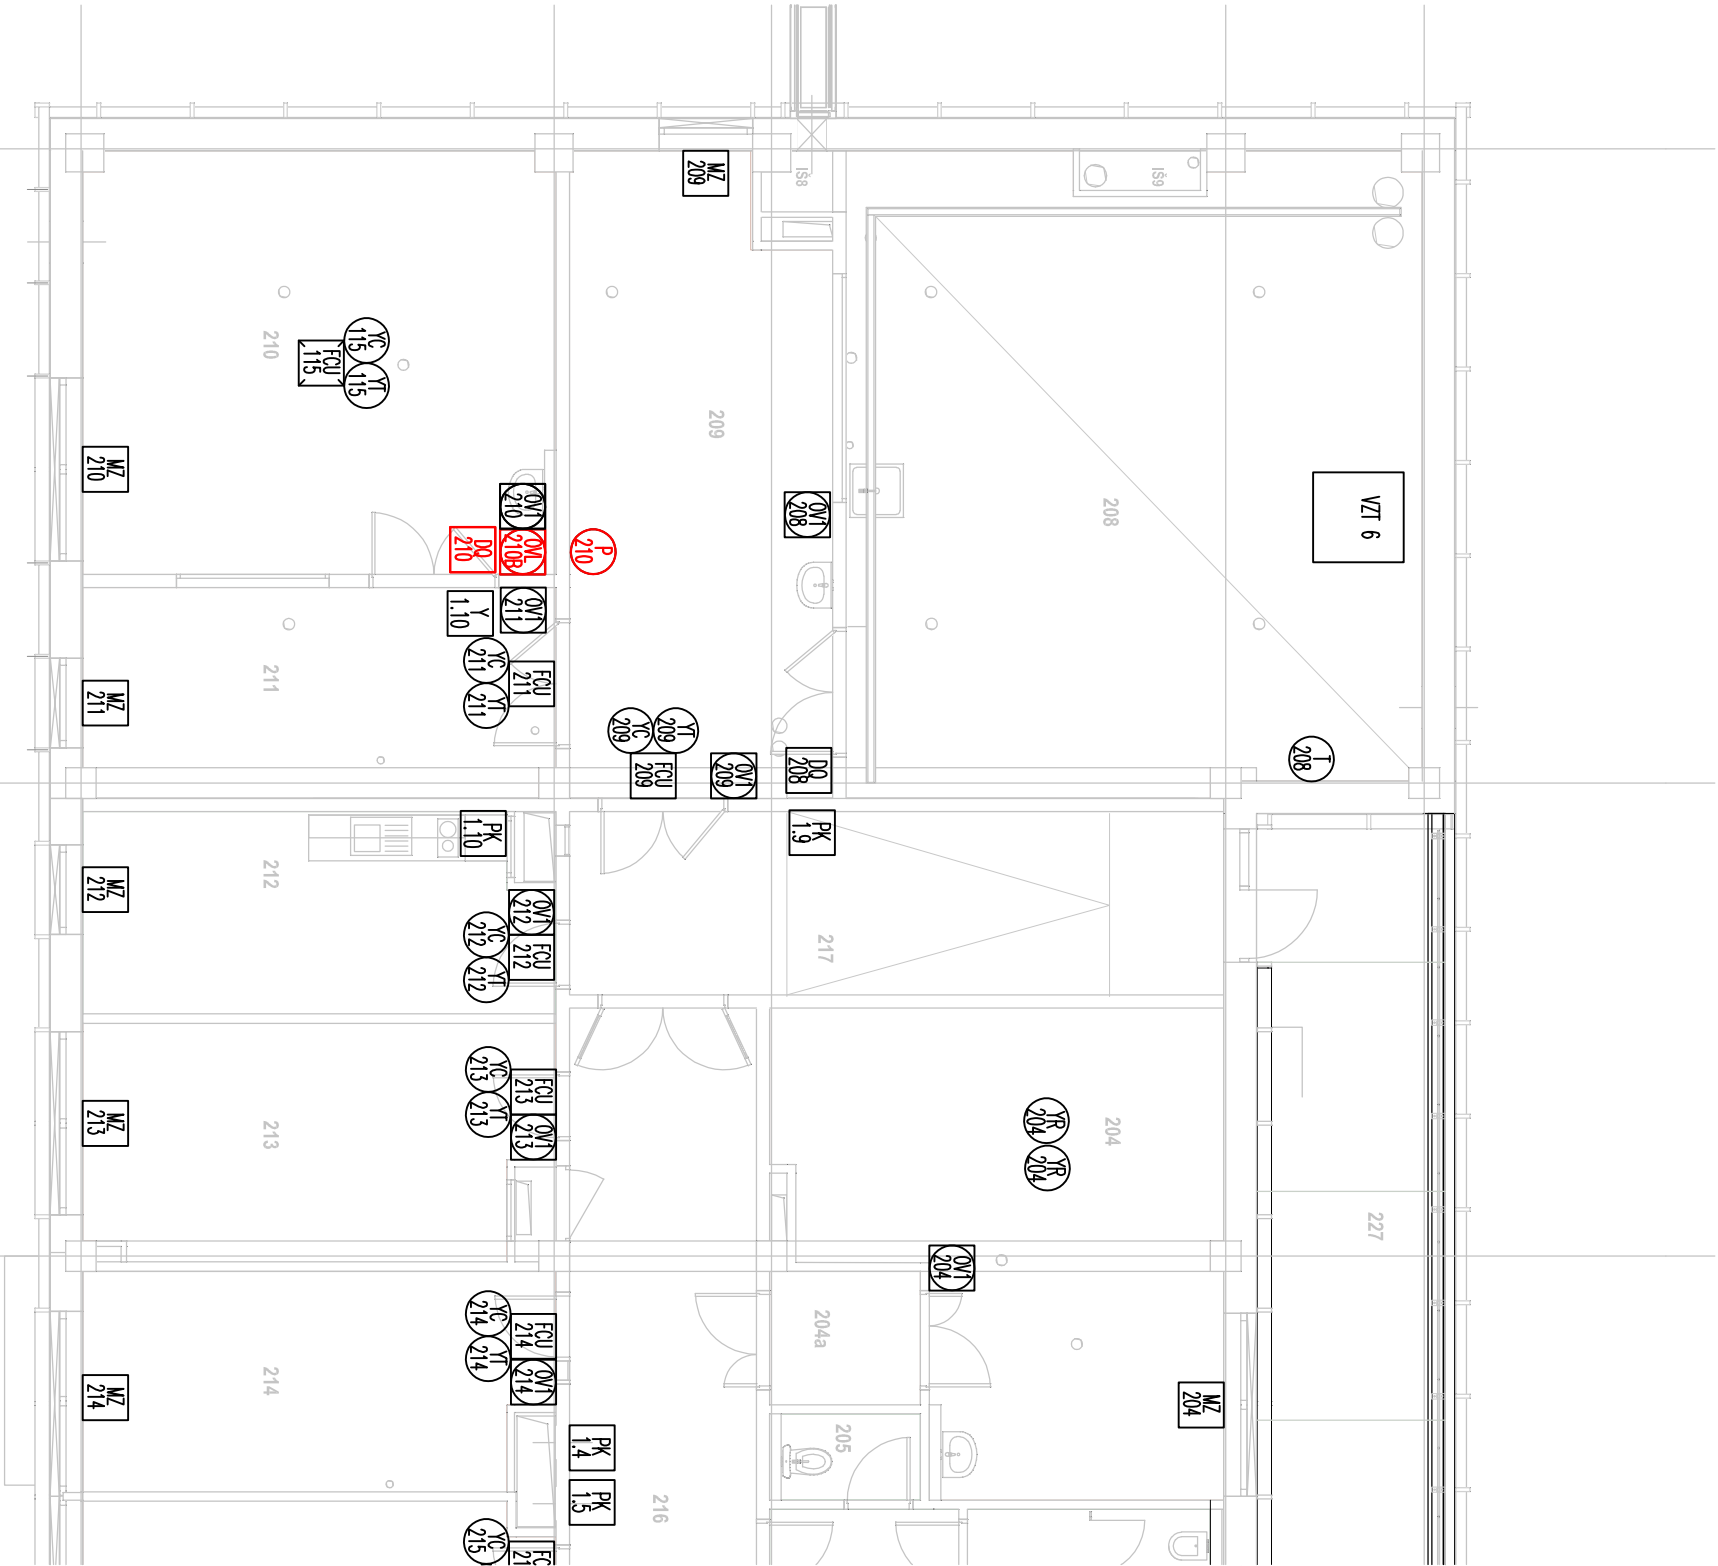 MZ
209
IŠ8
IŠ9
210
YC
115
YT
115
FCU
115
209
208
VZT 6
MZ
210
OV1
210
OV1
208
DQ
210
OVL
210R
P
210
Y
1.10
OV1
211
211
YC
211
YT
211
FCU
211
MZ
211
YC
209
YT
209
FCU
209
OV1
209
DQ
208
T
208
PK
1.10
PK
1.9
212
MZ
212
OV1
212
YC
212
FCU
212
YT
212
217
213
MZ
213
YC
213
YT
213
FCU
213
OV1
213
YR
204
YR
204
204
227
OV1
204
204a
YC
214
YT
214
FCU
214
OV1
214
214
MZ
214
MZ
204
PK
1.4
PK
1.5
205
216
YC
215